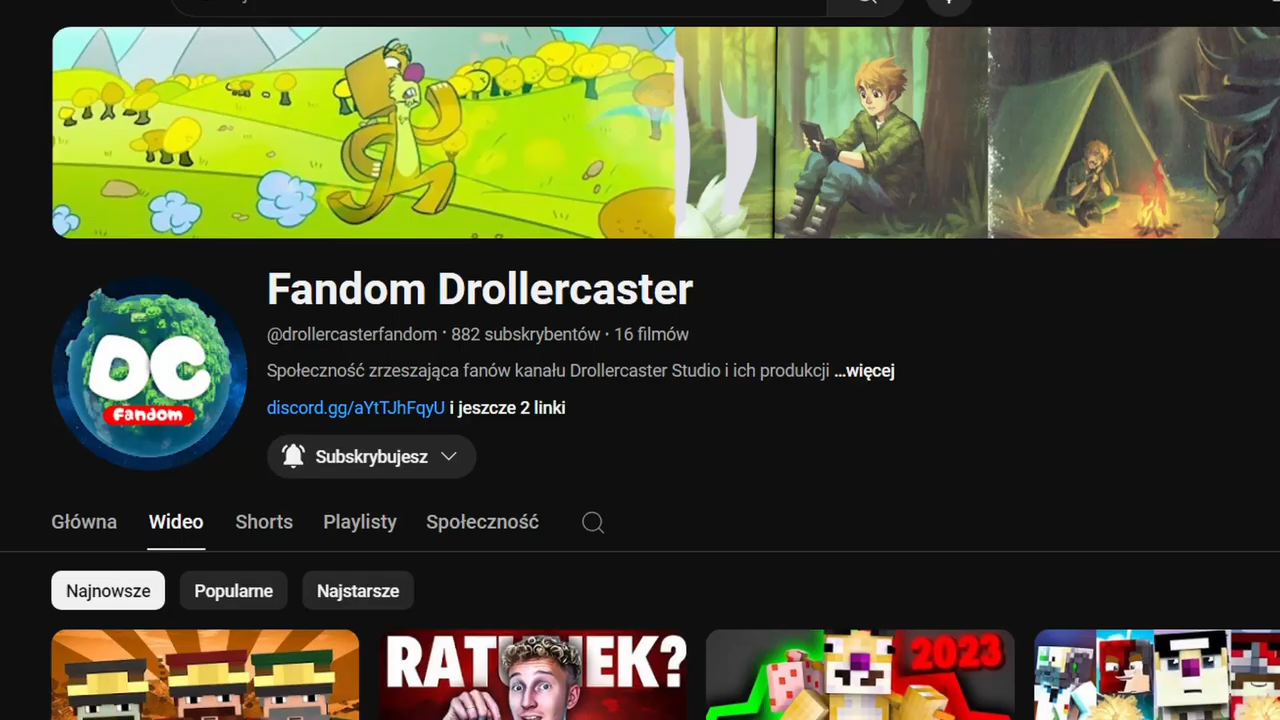 Fandom Drollercaster
@drollercasterfandom · 882 subskrybentów · 16 filmów
Społeczność zrzeszająca fanów kanału Drollercaster Studio i ich produkcji ...więcej
discord.gg/aYtTJhFqyU i jeszcze 2 linki
DC
Fandom
Subskrybujesz
Główna Wideo Shorts Playlisty Społeczność
Najnowsze Popularne Najstarsze
2023